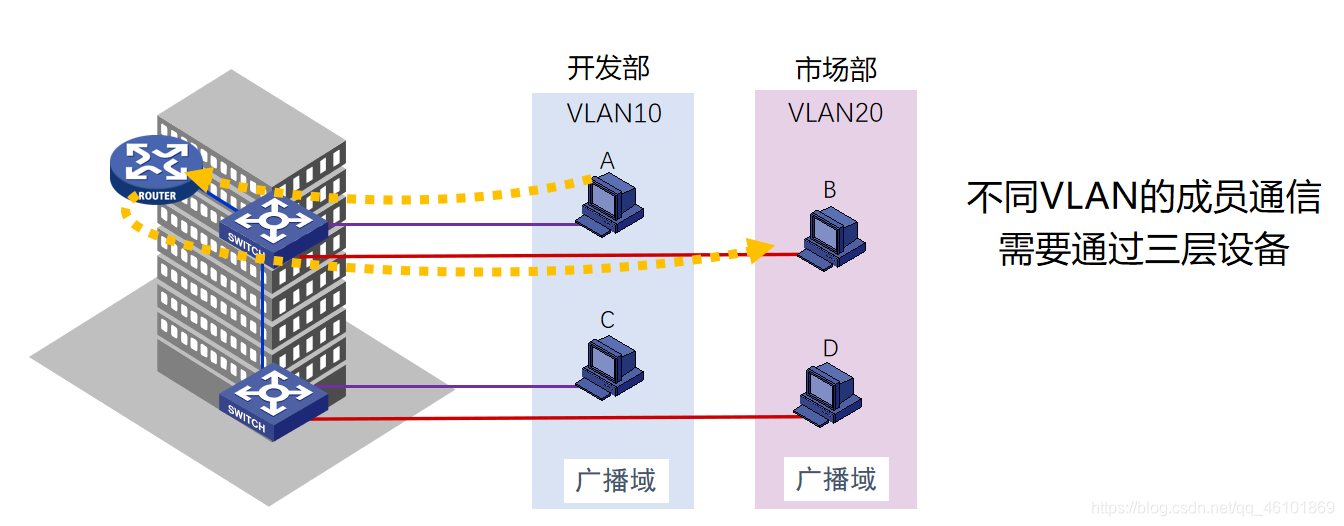 开发部
市场部
VLAN10
VLAN20
A
B
ROUTER
SWITCH
不同VLAN的成员通信
需要通过三层设备
C
D
SWITCH
广播域
广播域
https://blog.csdn.net/qq_46101869